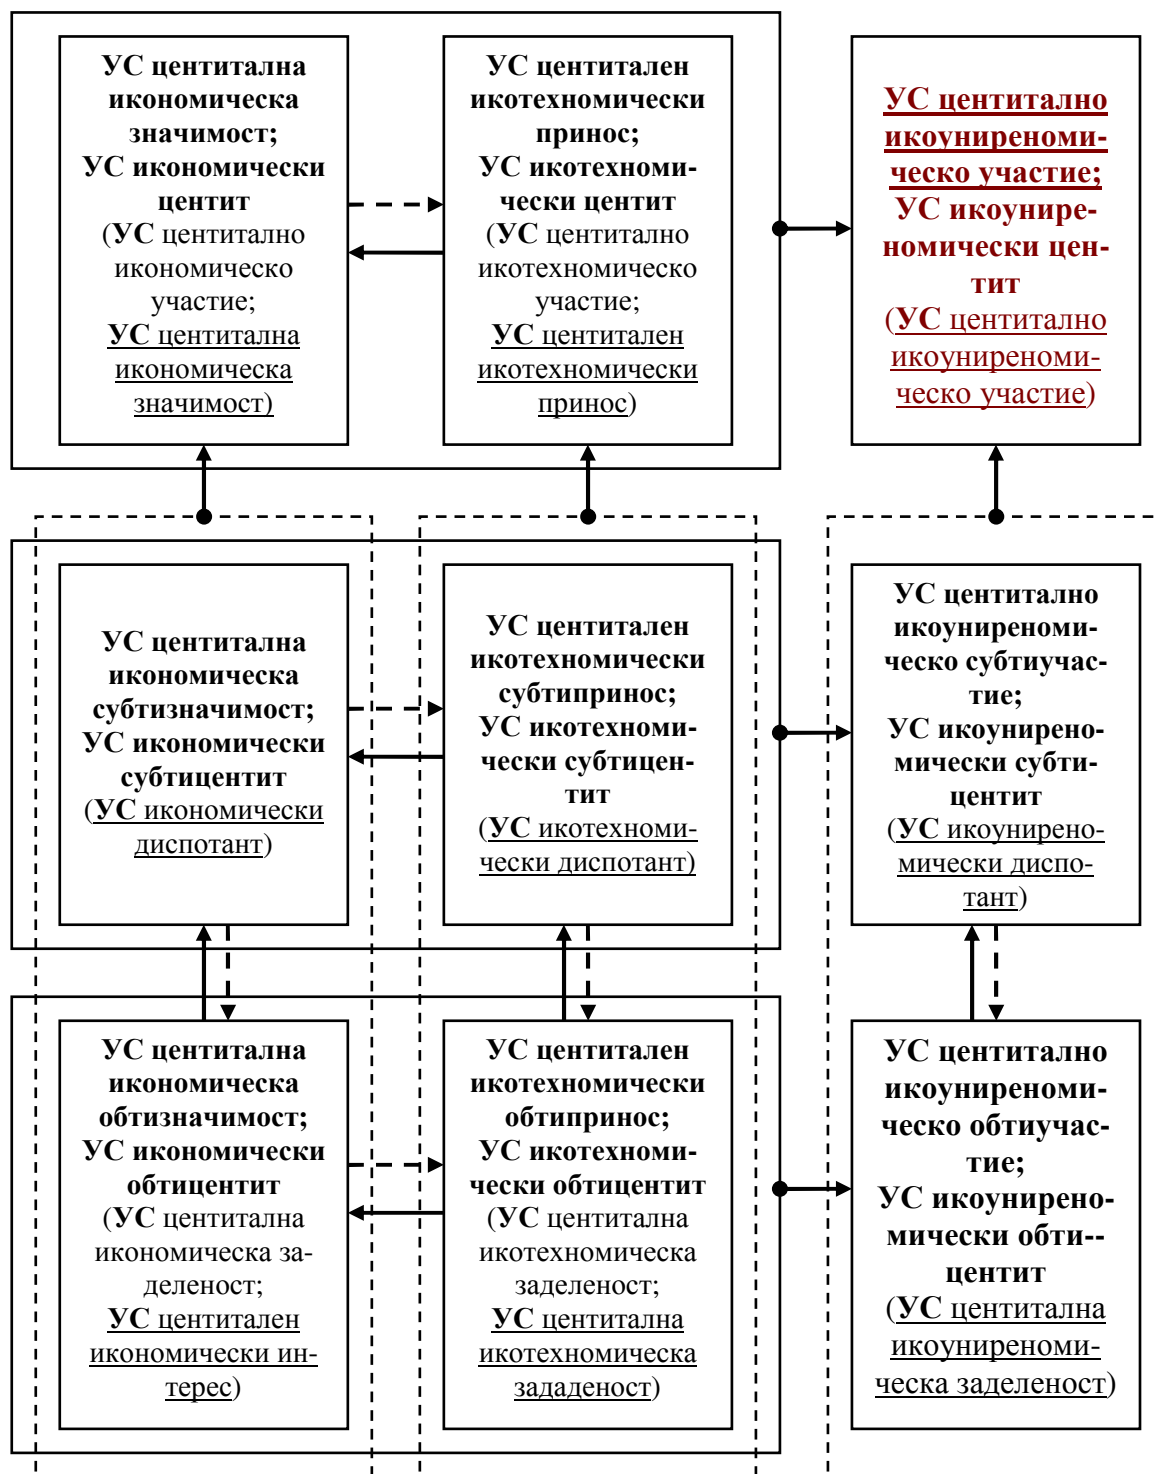 УС центитална
икономическа
значимост;
УС икономически
центит
(УС центитално
икономическо
участие;
УС центитална
икономическа
значимост)
УС центитален
икотехномически
принос;
УС икотехноми-
чески центит
(УС центитално
икотехномическо
участие;
УС центитален
икотехномически
принос)
УС центитално
икоуниреноми-
ческо участие;
УС икоунире-
номически цен-
тит
(УС центитално
икоуниреноми-
ческо участие)
УС центитална
икономическа
субтизначимост;
УС икономически
субтицентит
(УС икономически
диспотант)
УС центитален
икотехномически
субтипринос;
УС икотехноми-
чески субтицен-
тит
(УС икотехноми-
чески диспотант)
УС центитално
икоуниреноми-
ческо субтиучас-
тие;
УС икоунирено-
мически субти-
центит
(УС икоунирено-
мически диспо-
тант)
УС центитална
икономическа
обтизначимост;
УС икономически
обтицентит
(УС центитална
икономическа за-
деленост;
УС центитален
икономически ин-
терес)
УС центитален
икотехномически
обтипринос;
УС икотехноми-
чески обтицентит
(УС центитална
икотехномическа
заделеност;
УС центитална
икотехномическа
зададеност)
УС центитално
икоуниреноми-
ческо обтиучас-
тие;
УС икоунирено-
мически обти--
центит
(УС центитална
икоуниреноми-
ческа заделеност)